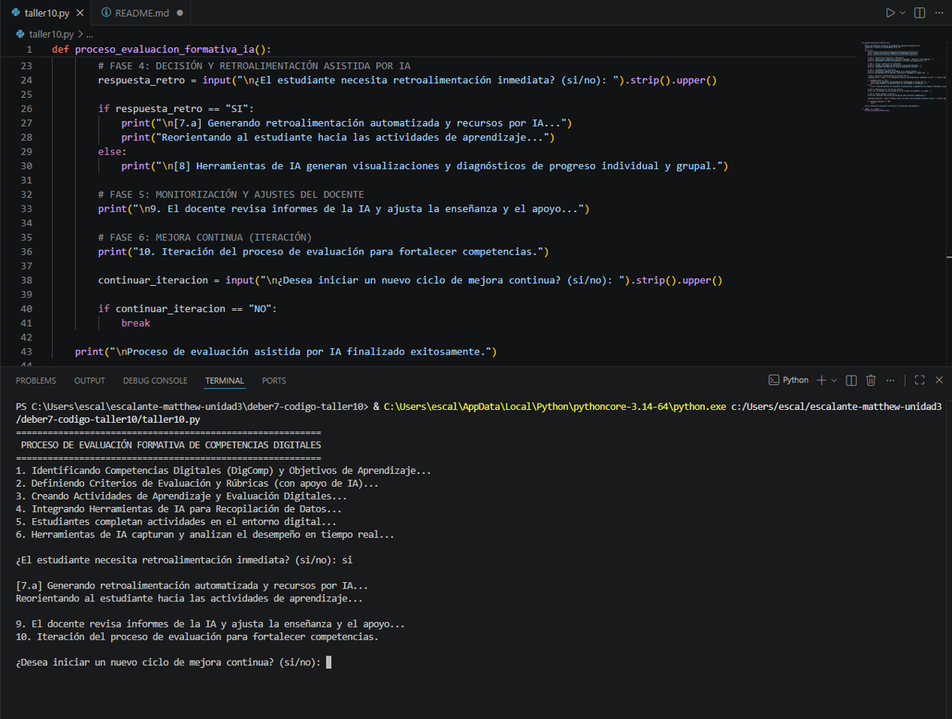 taller10.py
README.md
taller10.py > ...
1 def proceso_evaluacion_formativa_ia():
23 # FASE 4: DECISIÓN Y RETROALIMENTACIÓN ASISTIDA POR IA
24 respuesta_retro = input("\n¿El estudiante necesita retroalimentación inmediata? (si/no): ").strip().upper()
25
26 if respuesta_retro == "SI":
27 print("\n[7.a] Generando retroalimentación automatizada y recursos por IA...")
28 print("Reorientando al estudiante hacia las actividades de aprendizaje...")
29 else:
30 print("\n[8] Herramientas de IA generan visualizaciones y diagnósticos de progreso individual y grupal.")
31
32 # FASE 5: MONITORIZACIÓN Y AJUSTES DEL DOCENTE
33 print("\n9. El docente revisa informes de la IA y ajusta la enseñanza y el apoyo...")
34
35 # FASE 6: MEJORA CONTINUA (ITERACIÓN)
36 print("10. Iteración del proceso de evaluación para fortalecer competencias.")
37
38 continuar_iteracion = input("\n¿Desea iniciar un nuevo ciclo de mejora continua? (si/no): ").strip().upper()
39
40 if continuar_iteracion == "NO":
41 break
42
43 print("\nProceso de evaluación asistida por IA finalizado exitosamente.")
44
PROBLEMS OUTPUT DEBUG CONSOLE TERMINAL PORTS
Python
PS C:\Users\escal\escalante-matthew-unidad3\deber7-codigo-taller10> & C:\Users\escal\AppData\Local\Python\pythoncore-3.14-64\python.exe c:/Users/escal/escalante-matthew-unidad3
/deber7-codigo-taller10/taller10.py
=======================================================
PROCESO DE EVALUACIÓN FORMATIVA DE COMPETENCIAS DIGITALES
=======================================================
1. Identificando Competencias Digitales (DigComp) y Objetivos de Aprendizaje...
2. Definiendo Criterios de Evaluación y Rúbricas (con apoyo de IA)...
3. Creando Actividades de Aprendizaje y Evaluación Digitales...
4. Integrando Herramientas de IA para Recopilación de Datos...
5. Estudiantes completan actividades en el entorno digital...
6. Herramientas de IA capturan y analizan el desempeño en tiempo real...
¿El estudiante necesita retroalimentación inmediata? (si/no): si
[7.a] Generando retroalimentación automatizada y recursos por IA...
Reorientando al estudiante hacia las actividades de aprendizaje...
9. El docente revisa informes de la IA y ajusta la enseñanza y el apoyo...
10. Iteración del proceso de evaluación para fortalecer competencias.
¿Desea iniciar un nuevo ciclo de mejora continua? (si/no):